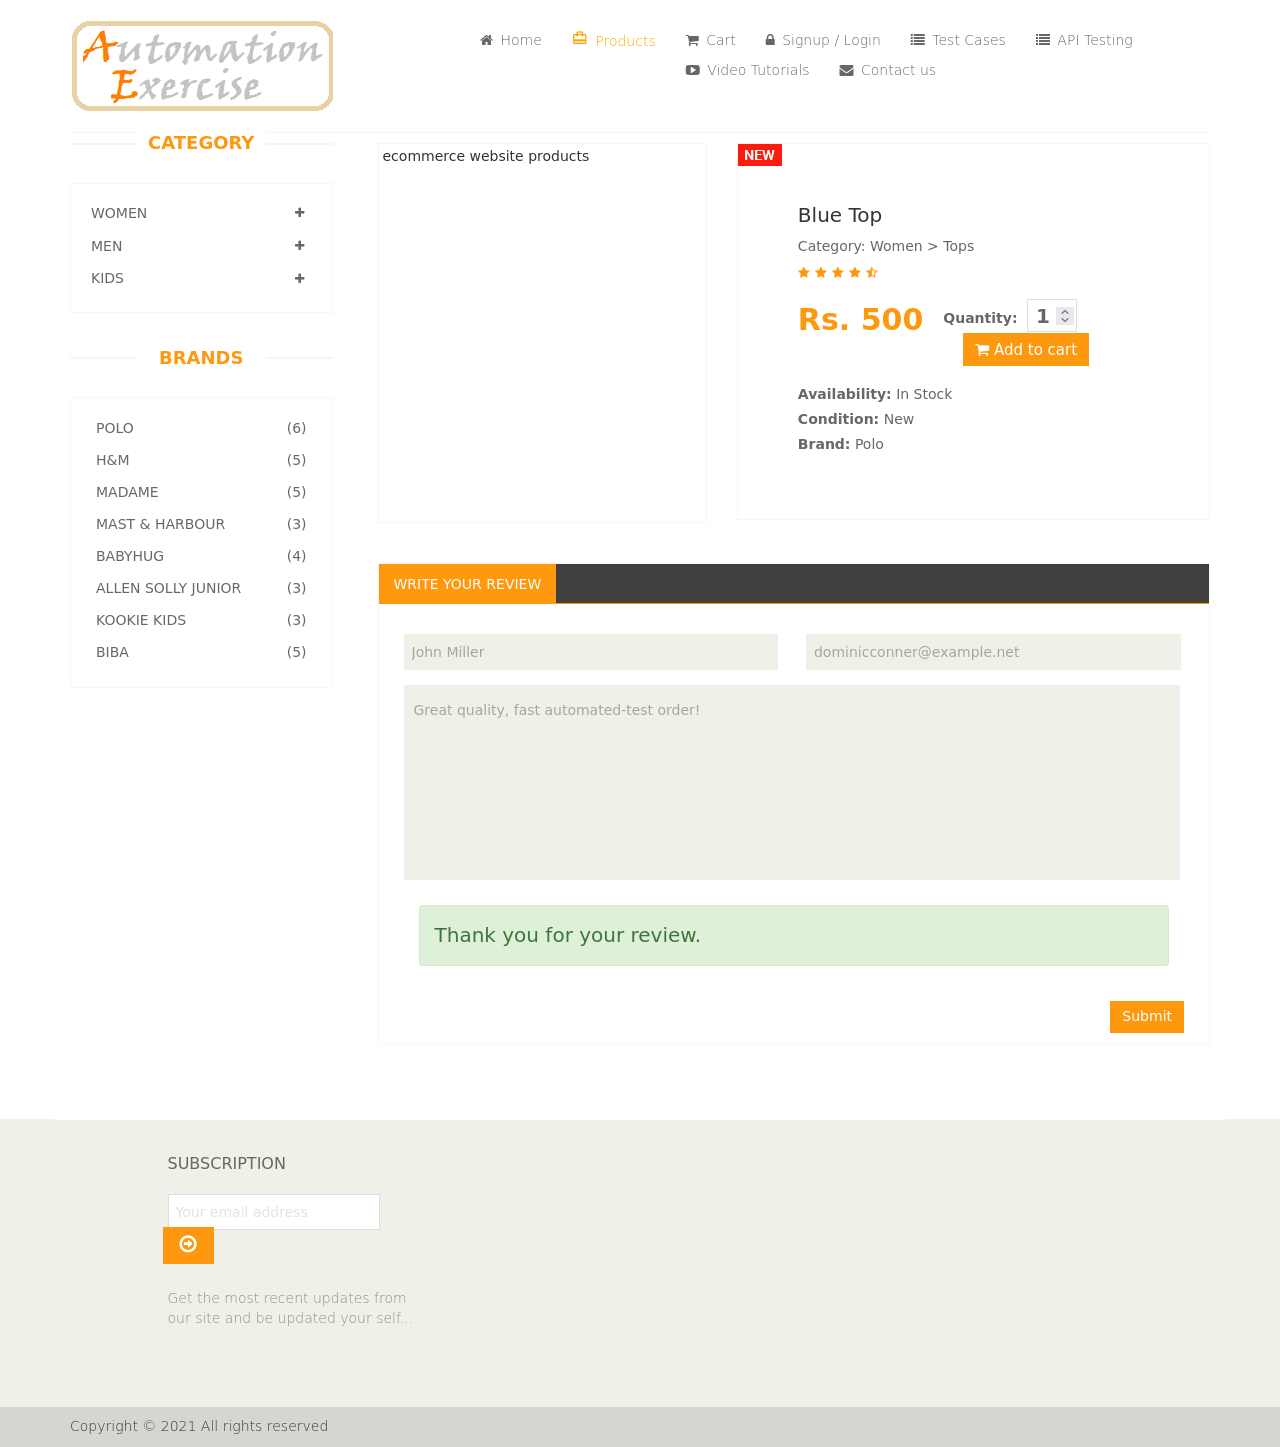 Automation
Exercise
Home
Products
Cart
Signup / Login
Test Cases
API Testing
Video Tutorials
Contact us
CATEGORY
WOMEN
MEN
KIDS
BRANDS
POLO (6)
H&M (5)
MADAME (5)
MAST & HARBOUR (3)
BABYHUG (4)
ALLEN SOLLY JUNIOR (3)
KOOKIE KIDS (3)
BIBA (5)
ecommerce website products
NEW
Blue Top
Category: Women > Tops
Rs. 500
Quantity: 1
Add to cart
Availability: In Stock
Condition: New
Brand: Polo
WRITE YOUR REVIEW
John Miller
dominicconner@example.net
Great quality, fast automated-test order!
Thank you for your review.
Submit
SUBSCRIPTION
Your email address
Get the most recent updates from
our site and be updated your self...
Copyright © 2021 All rights reserved